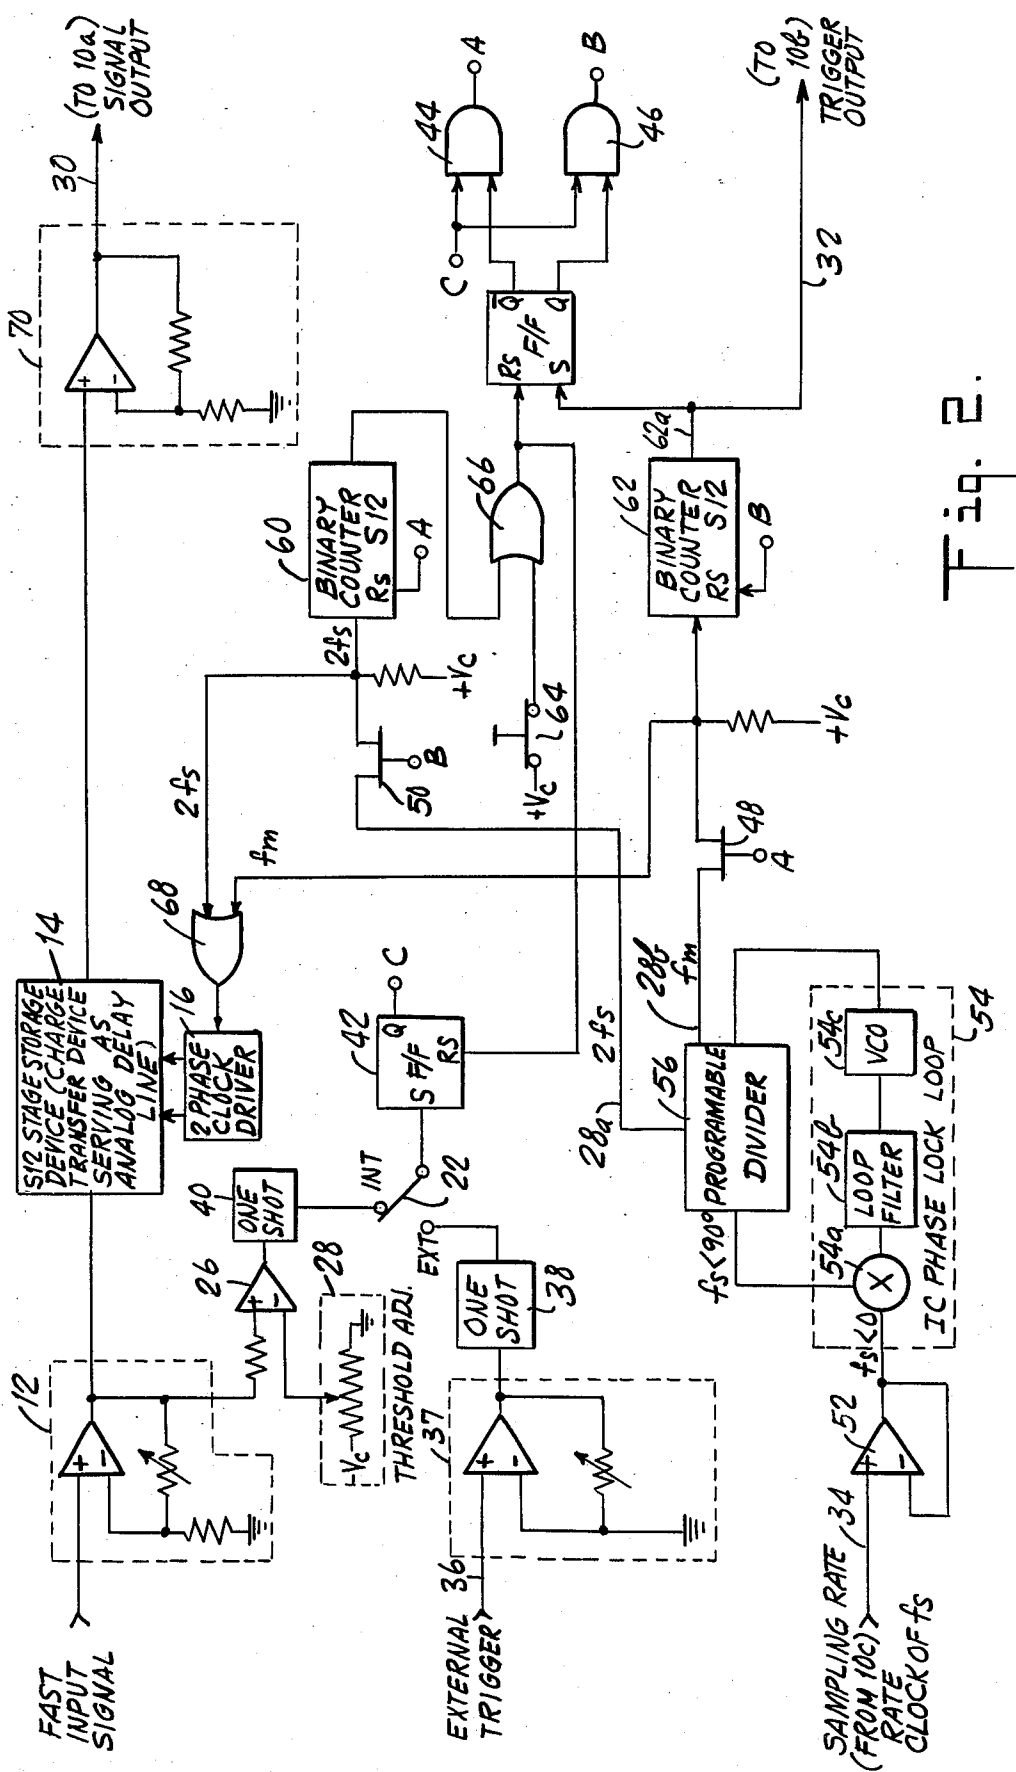 FAST
INPUT
SIGNAL
12
+
−
S12 STAGE STORAGE
DEVICE (CHARGE
TRANSFER DEVICE
SERVING AS
ANALOG DELAY
LINE)
14
70
+
−
30
(TO 10a)
SIGNAL
OUTPUT
26
+
−
40
ONE
SHOT
28
-Vc
THRESHOLD ADJ.
16
2 PHASE
CLOCK
DRIVER
68
2fs
fm
INT
22
EXT
42
Q
S F/F
RS
C
50
B
2fs
+Vc
60
BINARY
COUNTER
Rs S12
A
+Vc
64
66
C
44
A
46
B
Rs Q̅
F/F
S Q
EXTERNAL
TRIGGER
36
37
+
−
ONE
SHOT
38
28a
2fs
56
PROGRAMABLE
DIVIDER
fs<90°
28b
fm
48
A
+Vc
62
BINARY
COUNTER
RS S12
B
62a
32
(TO
10b)
TRIGGER
OUTPUT
SAMPLING RATE
(FROM 10C)
RATE
CLOCK OF fs
34
52
+
−
fs<0
54a
X
54b
LOOP
FILTER
54c
VCO
IC PHASE LOCK LOOP
54
Fig. 2.